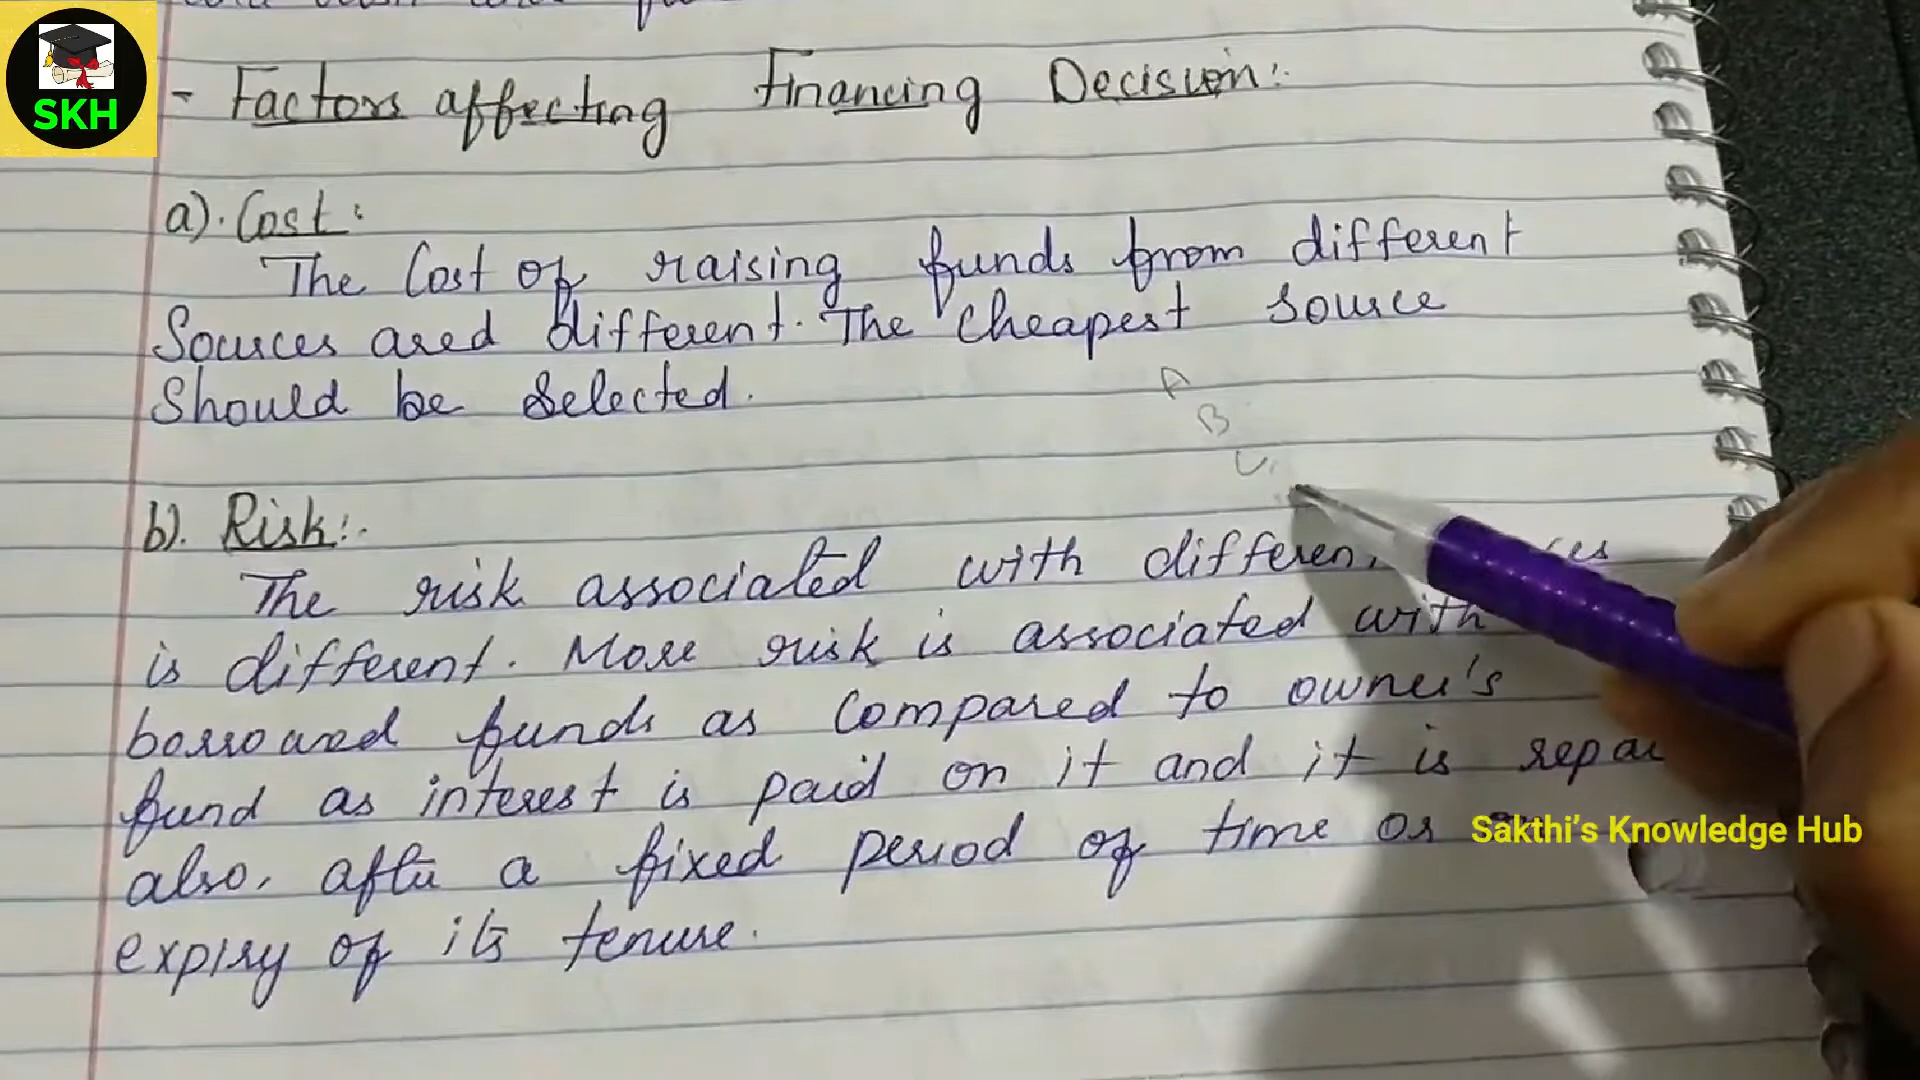 SKH
- Factors affecting Financing Decision:-
a). Cost:
The Cost of raising funds from different
Sources ared different. The cheapest source
Should be Selected.
A
B
C
b). Risk:-
The risk associated with differen
is different. More risk is associated with
borrowed funds as Compared to owner's
fund as interest is paid on it and it is repai
also, after a fixed period of time or
expiry of its tenure.
Sakthi's Knowledge Hub